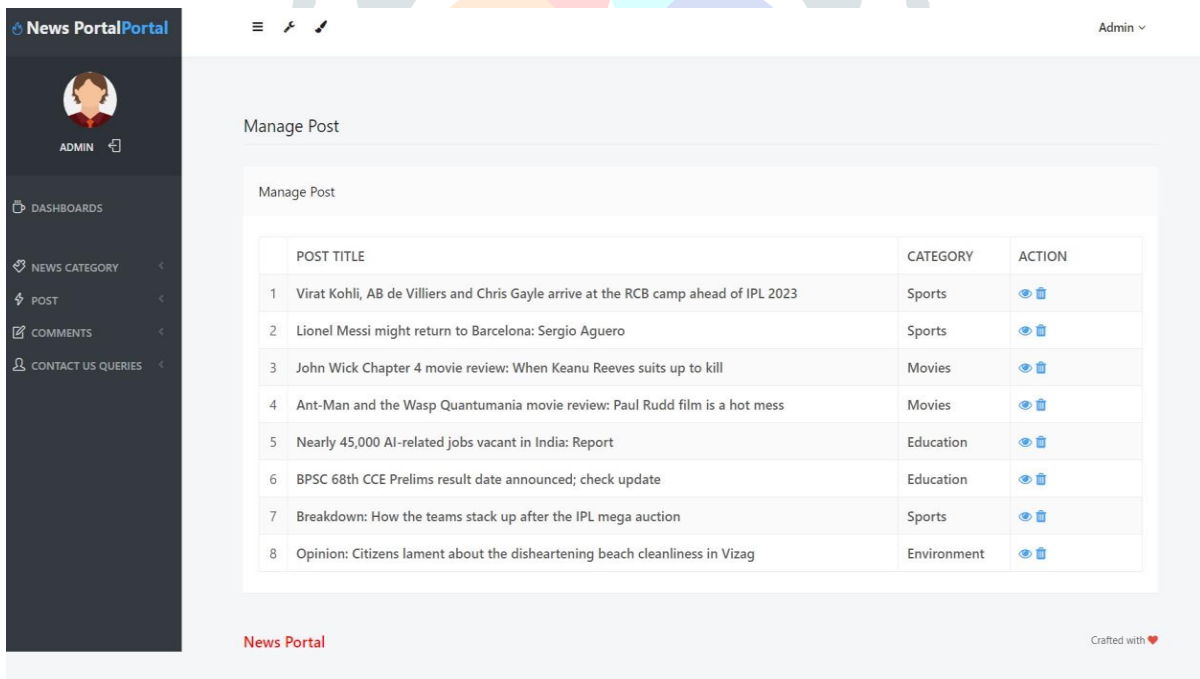 News PortalPortal
Admin
ADMIN
DASHBOARDS
NEWS CATEGORY
POST
COMMENTS
CONTACT US QUERIES
Manage Post
Manage Post
POST TITLE CATEGORY ACTION
1 Virat Kohli, AB de Villiers and Chris Gayle arrive at the RCB camp ahead of IPL 2023 Sports
2 Lionel Messi might return to Barcelona: Sergio Aguero Sports
3 John Wick Chapter 4 movie review: When Keanu Reeves suits up to kill Movies
4 Ant-Man and the Wasp Quantumania movie review: Paul Rudd film is a hot mess Movies
5 Nearly 45,000 AI-related jobs vacant in India: Report Education
6 BPSC 68th CCE Prelims result date announced; check update Education
7 Breakdown: How the teams stack up after the IPL mega auction Sports
8 Opinion: Citizens lament about the disheartening beach cleanliness in Vizag Environment
News Portal
Crafted with